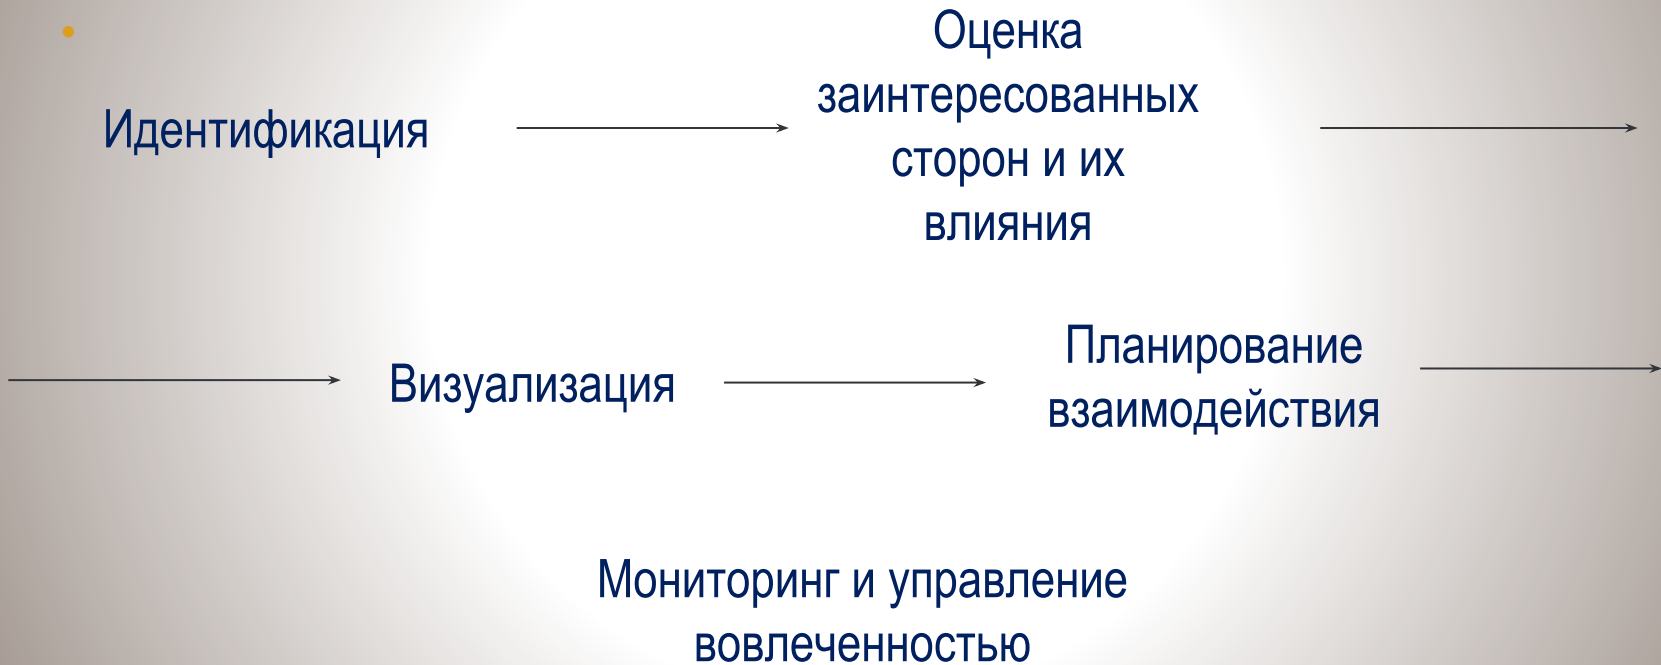 Идентификация
Оценка
заинтересованных
сторон и их
влияния
Визуализация
Планирование
взаимодействия
Мониторинг и управление
вовлеченностью